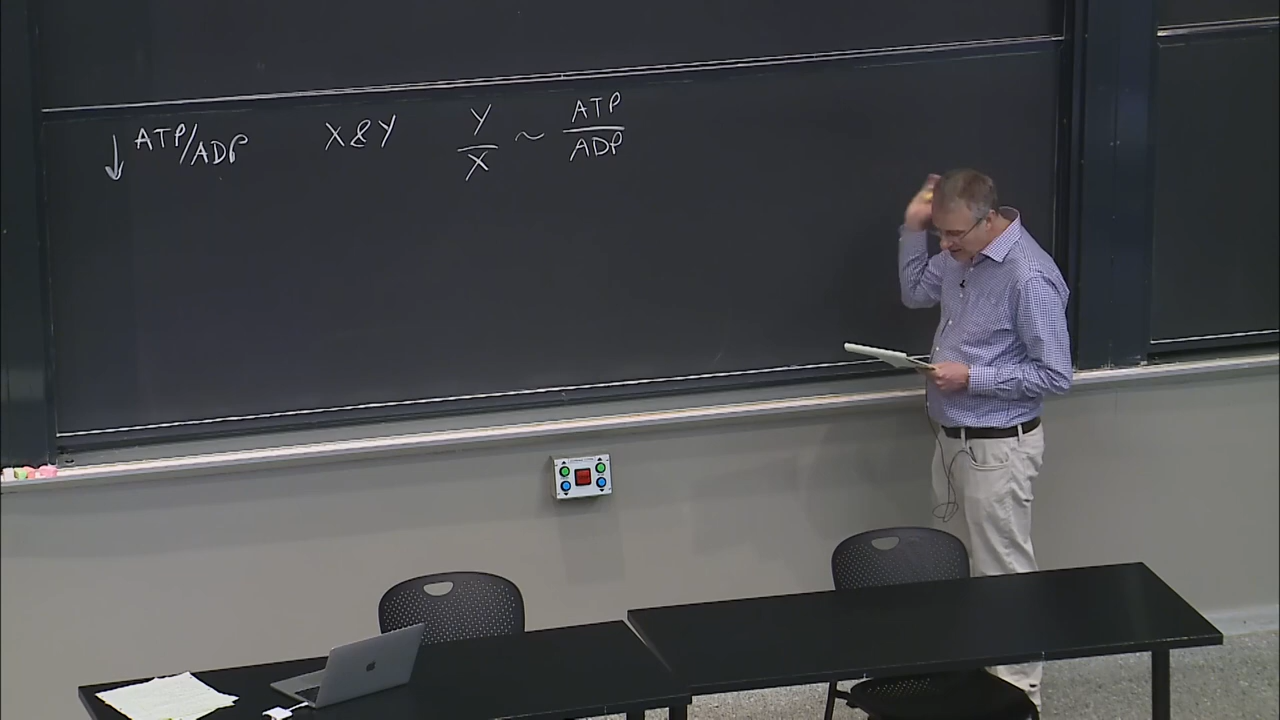 ↓ ATP/ADP X & Y Y/X ~ ATP/ADP